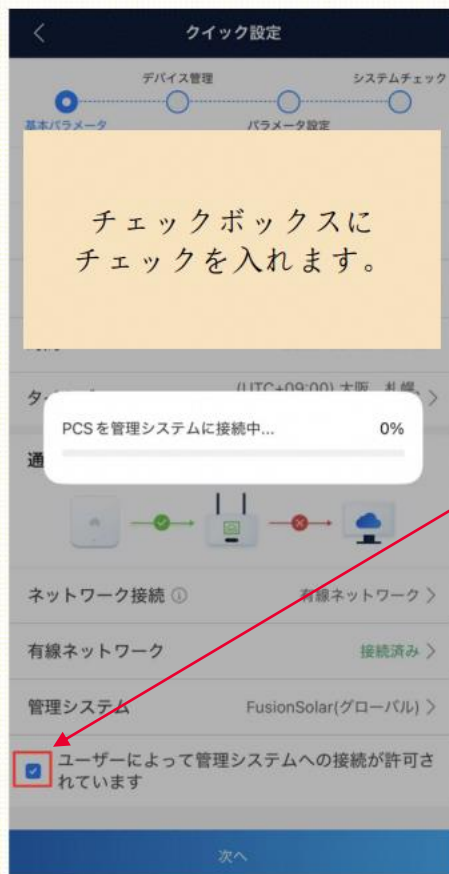 クイック設定
デバイス管理
システムチェック
基本パラメータ
パラメータ設定
チェックボックスに
チェックを入れます。
(UTC+09:00) 大阪、札幌、
タ
PCSを管理システムに接続中... 0%
通
ネットワーク接続
有線ネットワーク
有線ネットワーク
接続済み
管理システム
FusionSolar(グローバル)
ユーザーによって管理システムへの接続が許可さ
れています
次へ